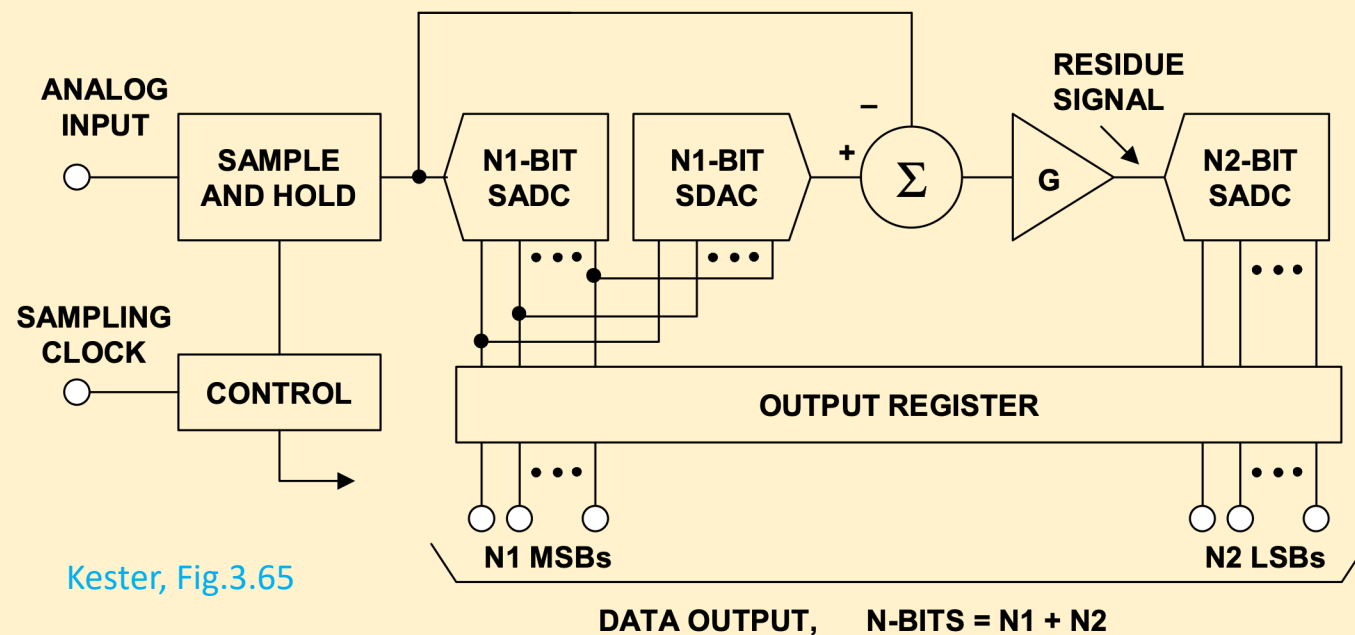 ANALOG
INPUT
SAMPLE
AND HOLD
N1-BIT
SADC
N1-BIT
SDAC
–
+
Σ
G
RESIDUE
SIGNAL
N2-BIT
SADC
SAMPLING
CLOCK
CONTROL
OUTPUT REGISTER
N1 MSBs
N2 LSBs
Kester, Fig.3.65
DATA OUTPUT, N-BITS = N1 + N2